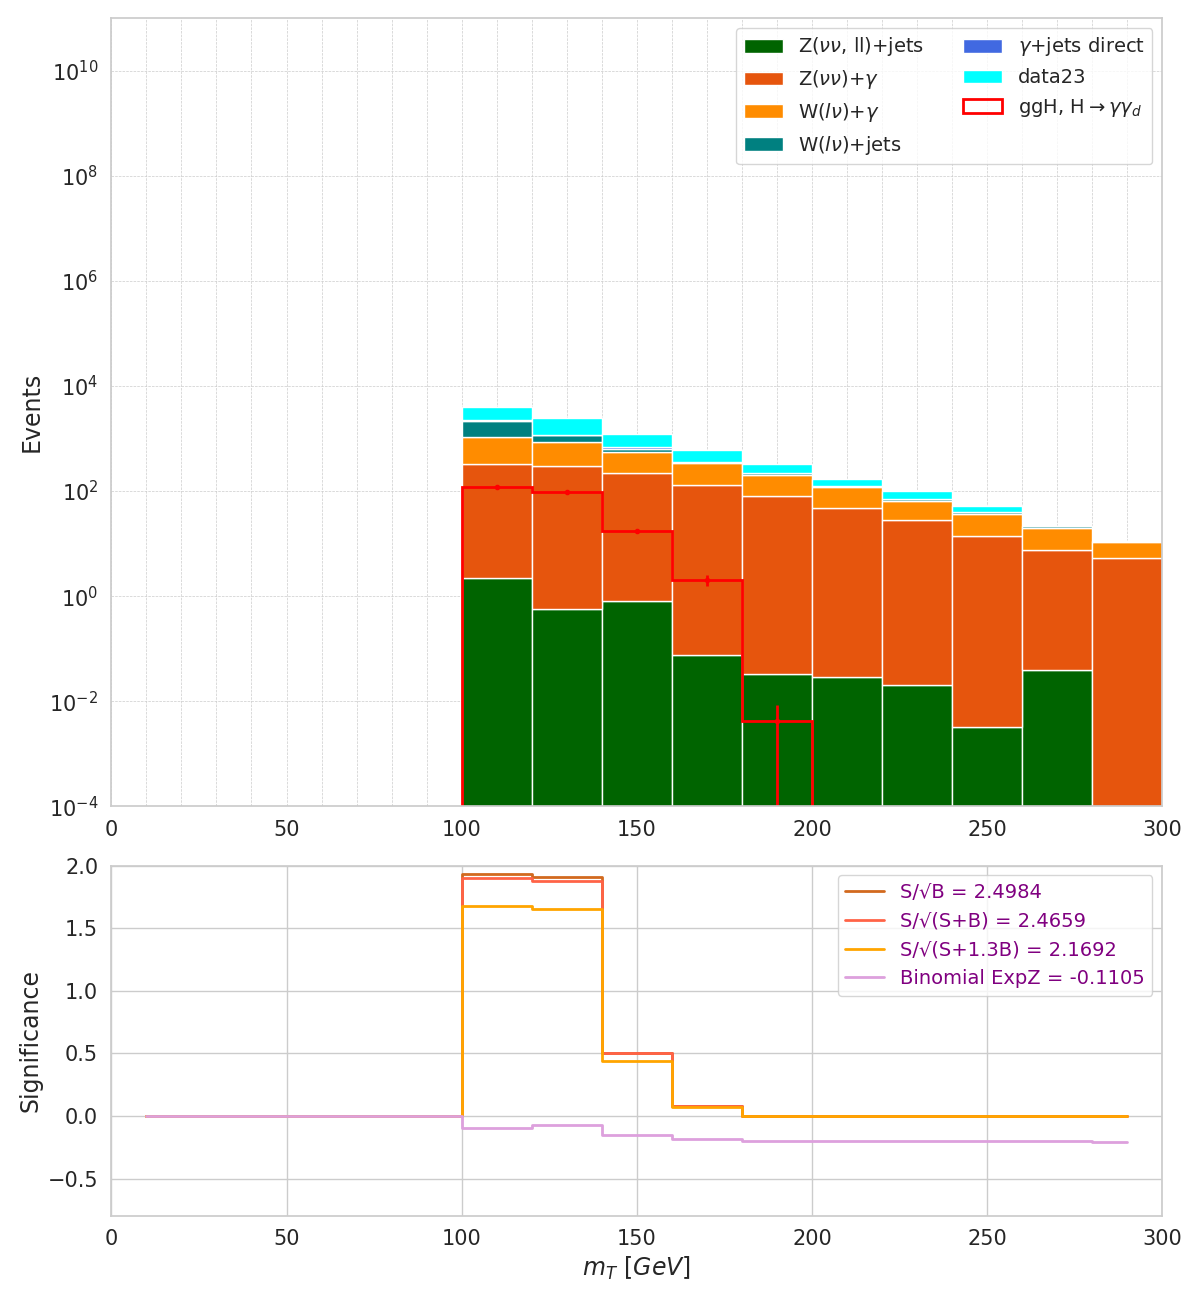 Z(νν, ll)+jets
Z(νν)+γ
W(lν)+γ
W(lν)+jets
γ+jets direct
data23
ggH, H→γγ_d
Events
10^10
10^8
10^6
10^4
10^2
10^0
10^−2
10^−4
0 50 100 150 200 250 300
S/√B = 2.4984
S/√(S+B) = 2.4659
S/√(S+1.3B) = 2.1692
Binomial ExpZ = -0.1105
Significance
2.0
1.5
1.0
0.5
0.0
−0.5
0 50 100 150 200 250 300
m_T [GeV]